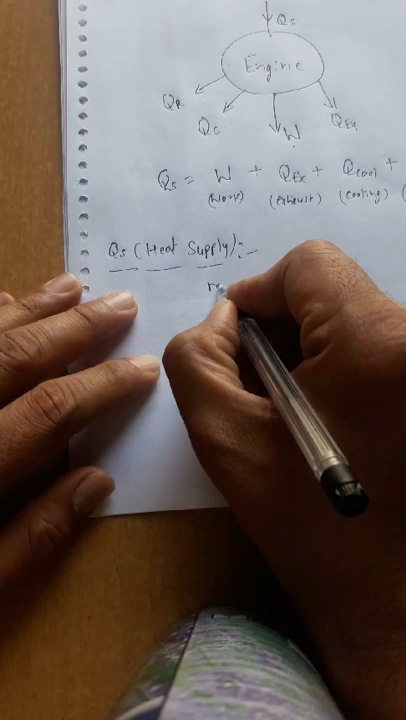 Qs
Engine
QR
Qc
W
QEx
Qs = W + QEx + Qcool +
(Work) (Exhaust) (cooling) (
Qs (Heat Supply):-